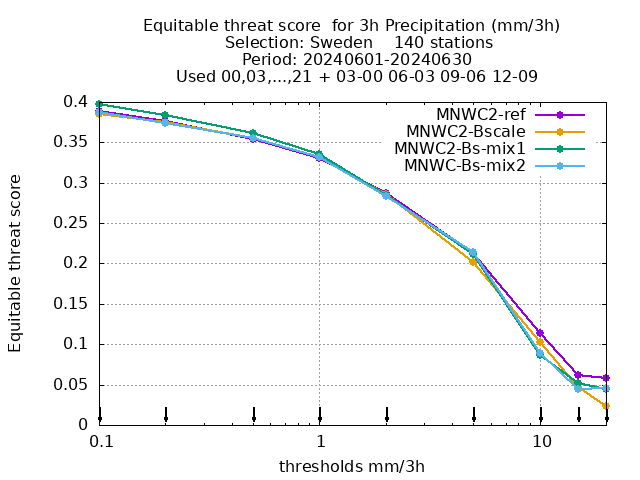 Equitable threat score  for 3h Precipitation (mm/3h)
Selection: Sweden    140 stations
Period: 20240601-20240630
Used 00,03,...,21 + 03-00 06-03 09-06 12-09
MNWC2-ref
MNWC2-Bscale
MNWC2-Bs-mix1
MNWC-Bs-mix2
Equitable threat score
0.4
0.35
0.3
0.25
0.2
0.15
0.1
0.05
0
0.1 1 10
thresholds mm/3h